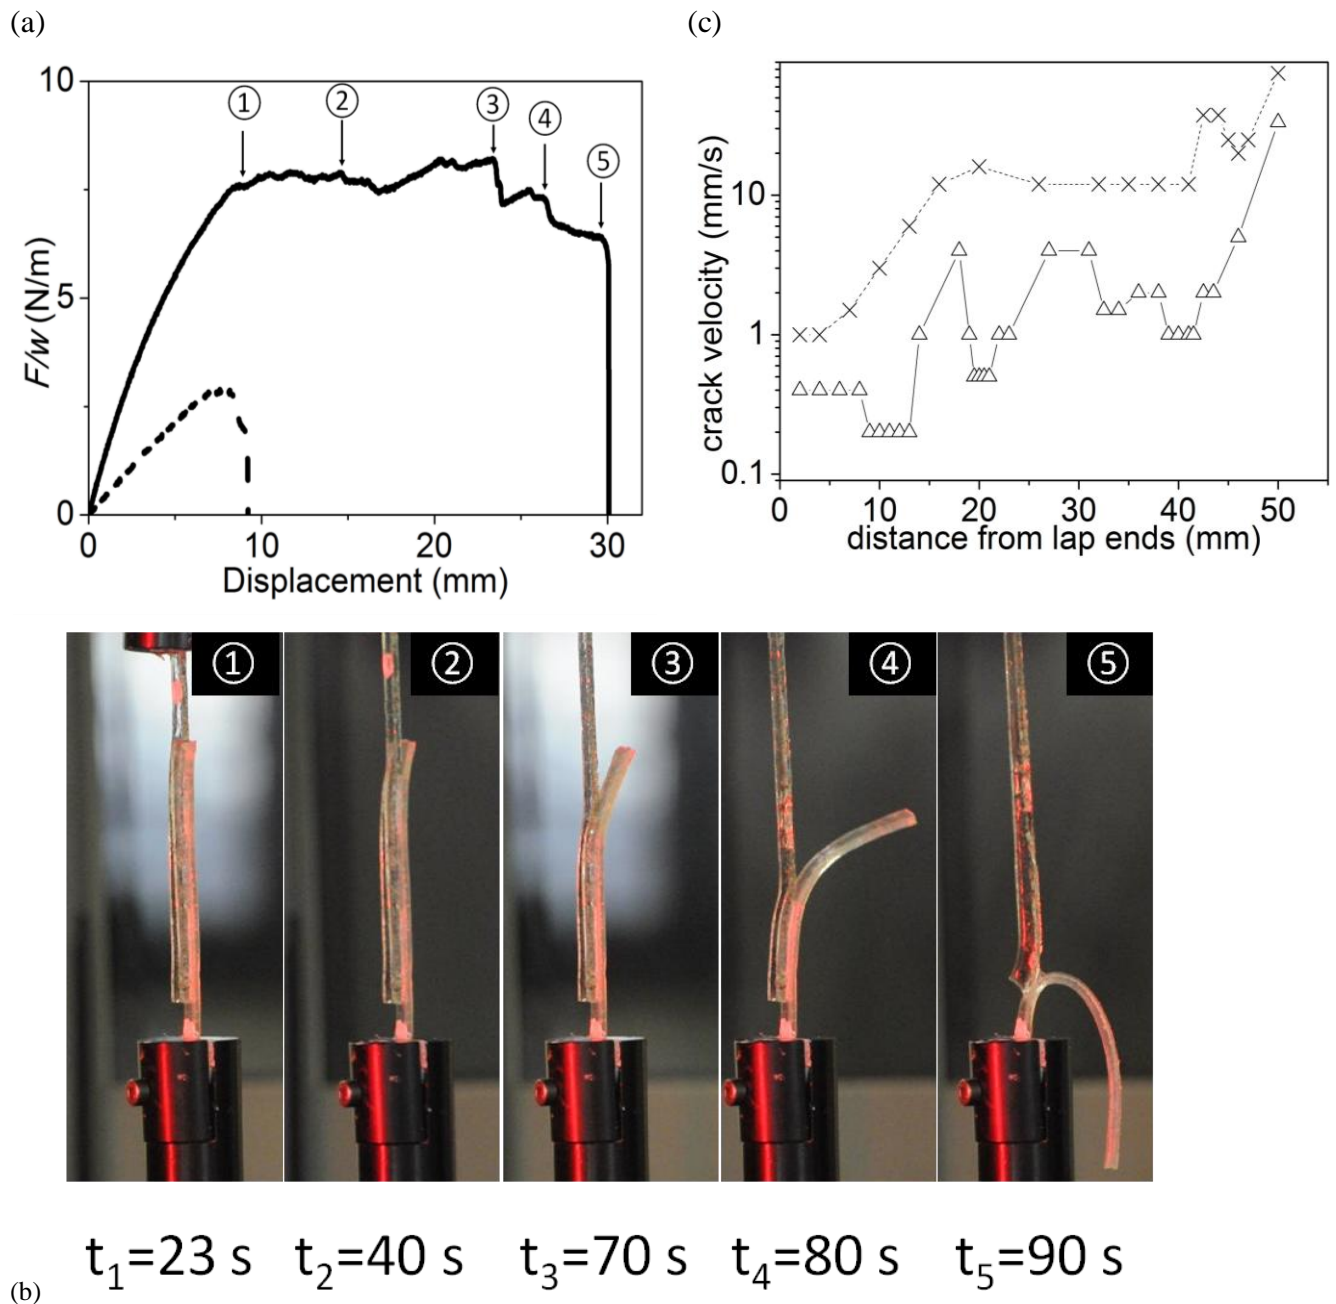 (a)
10
5
0
F/w (N/m)
① ② ③ ④ ⑤
0 10 20 30
Displacement (mm)
(c)
crack velocity (mm/s)
10
1
0.1
0 10 20 30 40 50
distance from lap ends (mm)
① ② ③ ④ ⑤
t₁=23 s t₂=40 s t₃=70 s t₄=80 s t₅=90 s
(b)